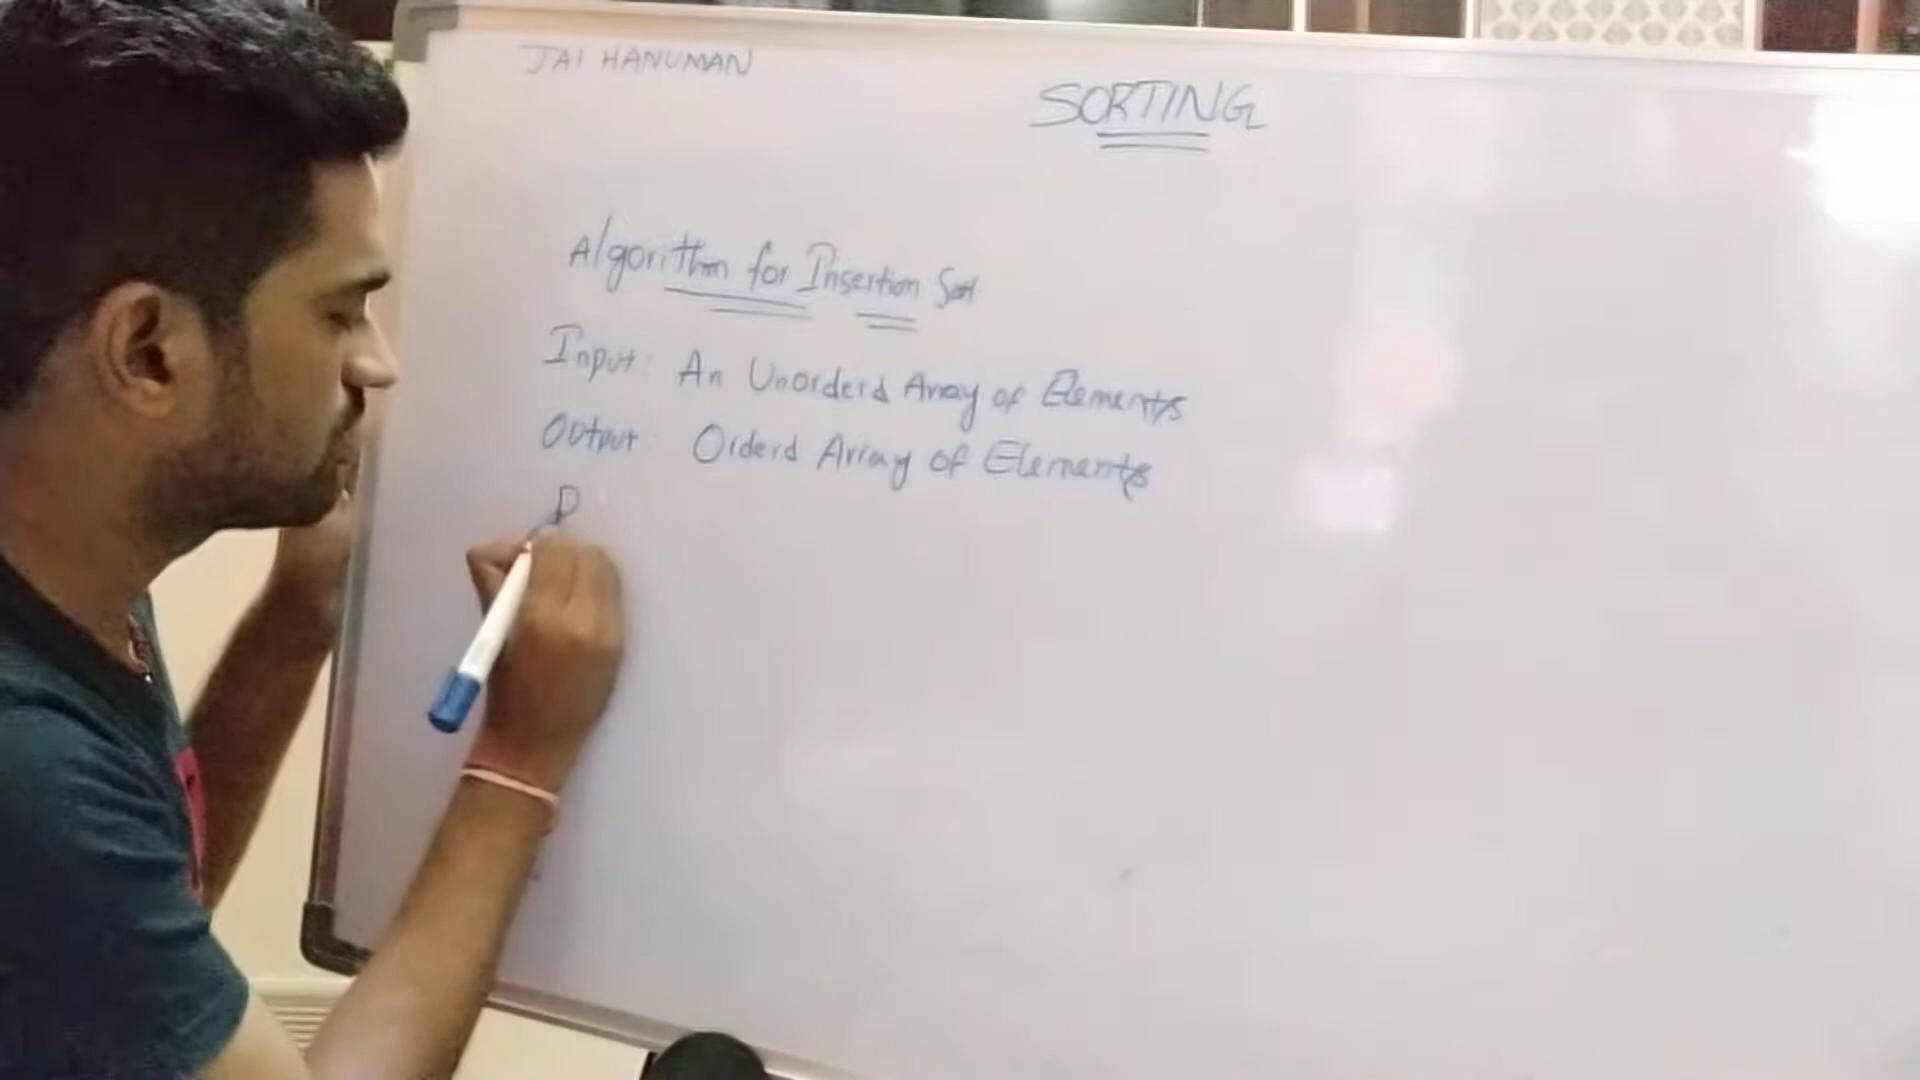 JAI HANUMAN
SORTING
Algorithm for Insertion Sort
Input: An Unorderd Array of Elements
Output: Orderd Array of Elements
P